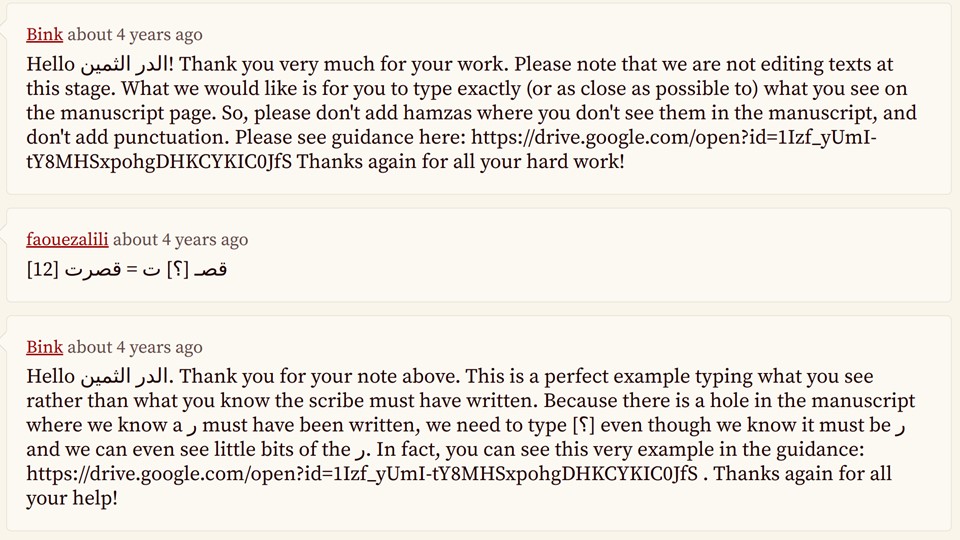 Bink about 4 years ago
Hello الدر الثمين! Thank you very much for your work. Please note that we are not editing texts at
this stage. What we would like is for you to type exactly (or as close as possible to) what you see on
the manuscript page. So, please don't add hamzas where you don't see them in the manuscript, and
don't add punctuation. Please see guidance here: https://drive.google.com/open?id=1Izf_yUmI-
tY8MHSxpohgDHKCYKIC0JfS Thanks again for all your hard work!
faouezalili about 4 years ago
[12] قصـ [؟] ت = قصرت
Bink about 4 years ago
Hello الدر الثمين. Thank you for your note above. This is a perfect example typing what you see
rather than what you know the scribe must have written. Because there is a hole in the manuscript
where we know a ر must have been written, we need to type [؟] even though we know it must be ر
and we can even see little bits of the ر. In fact, you can see this very example in the guidance:
https://drive.google.com/open?id=1Izf_yUmI-tY8MHSxpohgDHKCYKIC0JfS . Thanks again for all
your help!